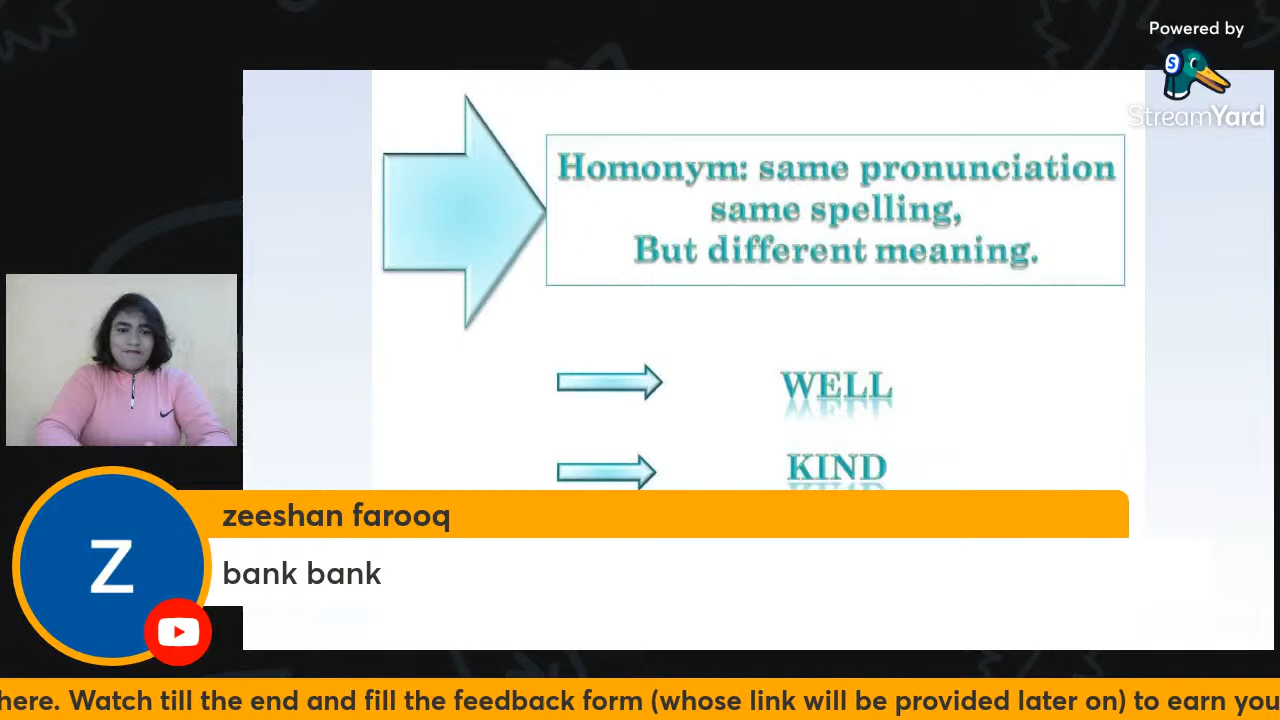 Powered by
StreamYard
Homonym: same pronunciation
same spelling,
But different meaning.
WELL
KIND
zeeshan farooq
Z
bank bank
here. Watch till the end and fill the feedback form (whose link will be provided later on) to earn you